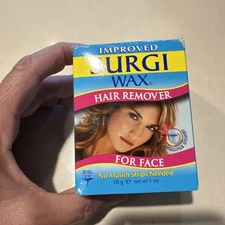 IMPROVED
SURGI
WAX®
HAIR REMOVER
FOR FACE
No Muslin Strips Needed
28 g e net wt 1 oz